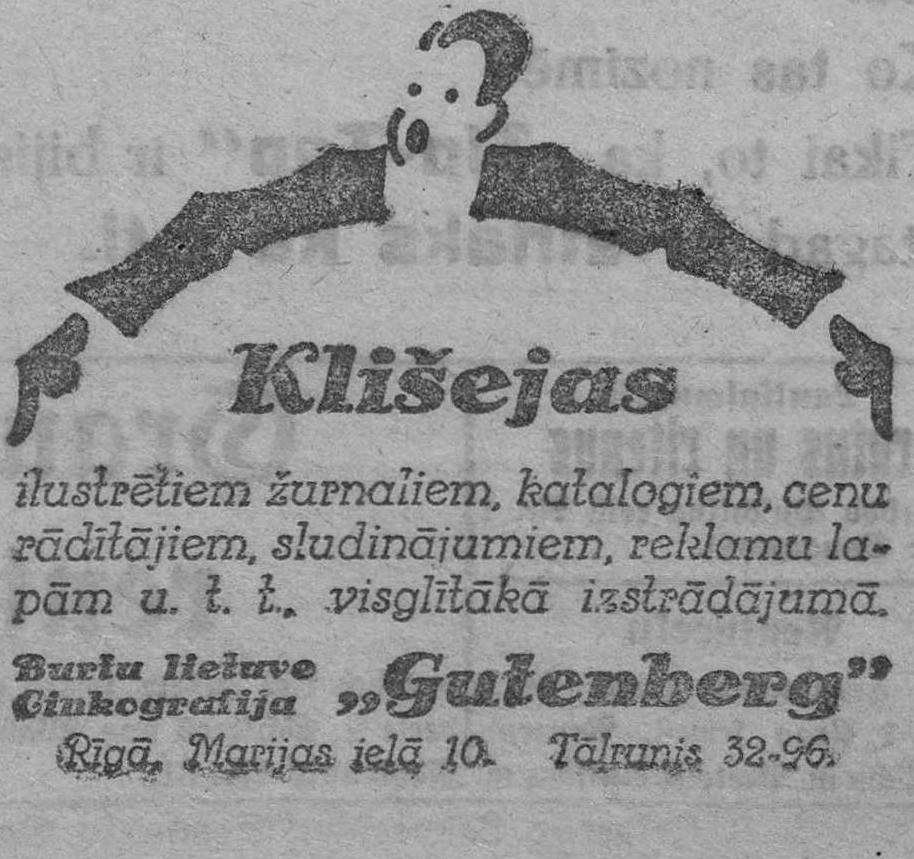 Klišejas
ilustrētiem žurnaliem, katalogiem, cenu
rādītājiem, sludinājumiem, reklamu la-
pām u. t. t., visglītākā izstrādājumā.
Burtu lietuve
Cinkografija „Gutenberg”
Rīgā, Marijas ielā 10. Tālrunis 32-96.